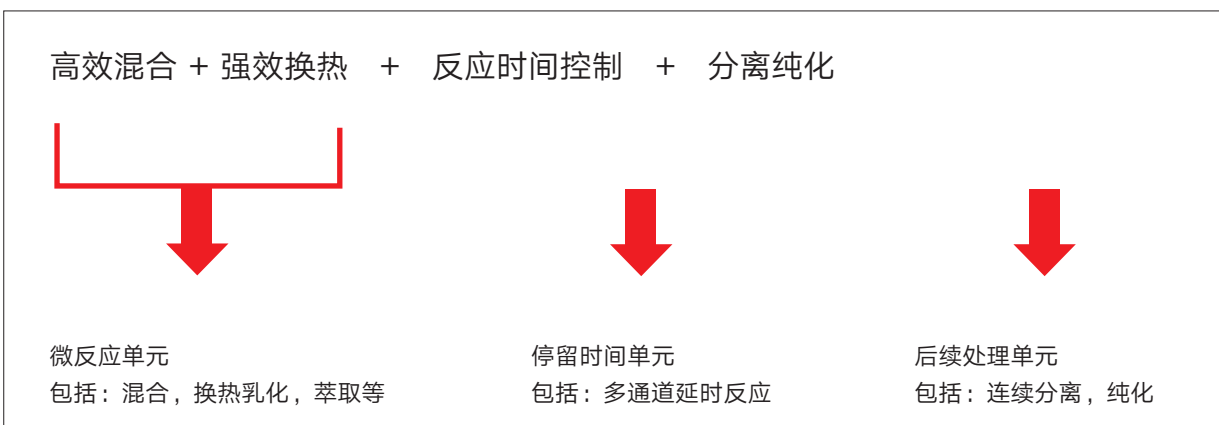 高效混合 + 强效换热 + 反应时间控制 + 分离纯化
微反应单元
包括：混合，换热乳化，萃取等
停留时间单元
包括：多通道延时反应
后续处理单元
包括：连续分离，纯化